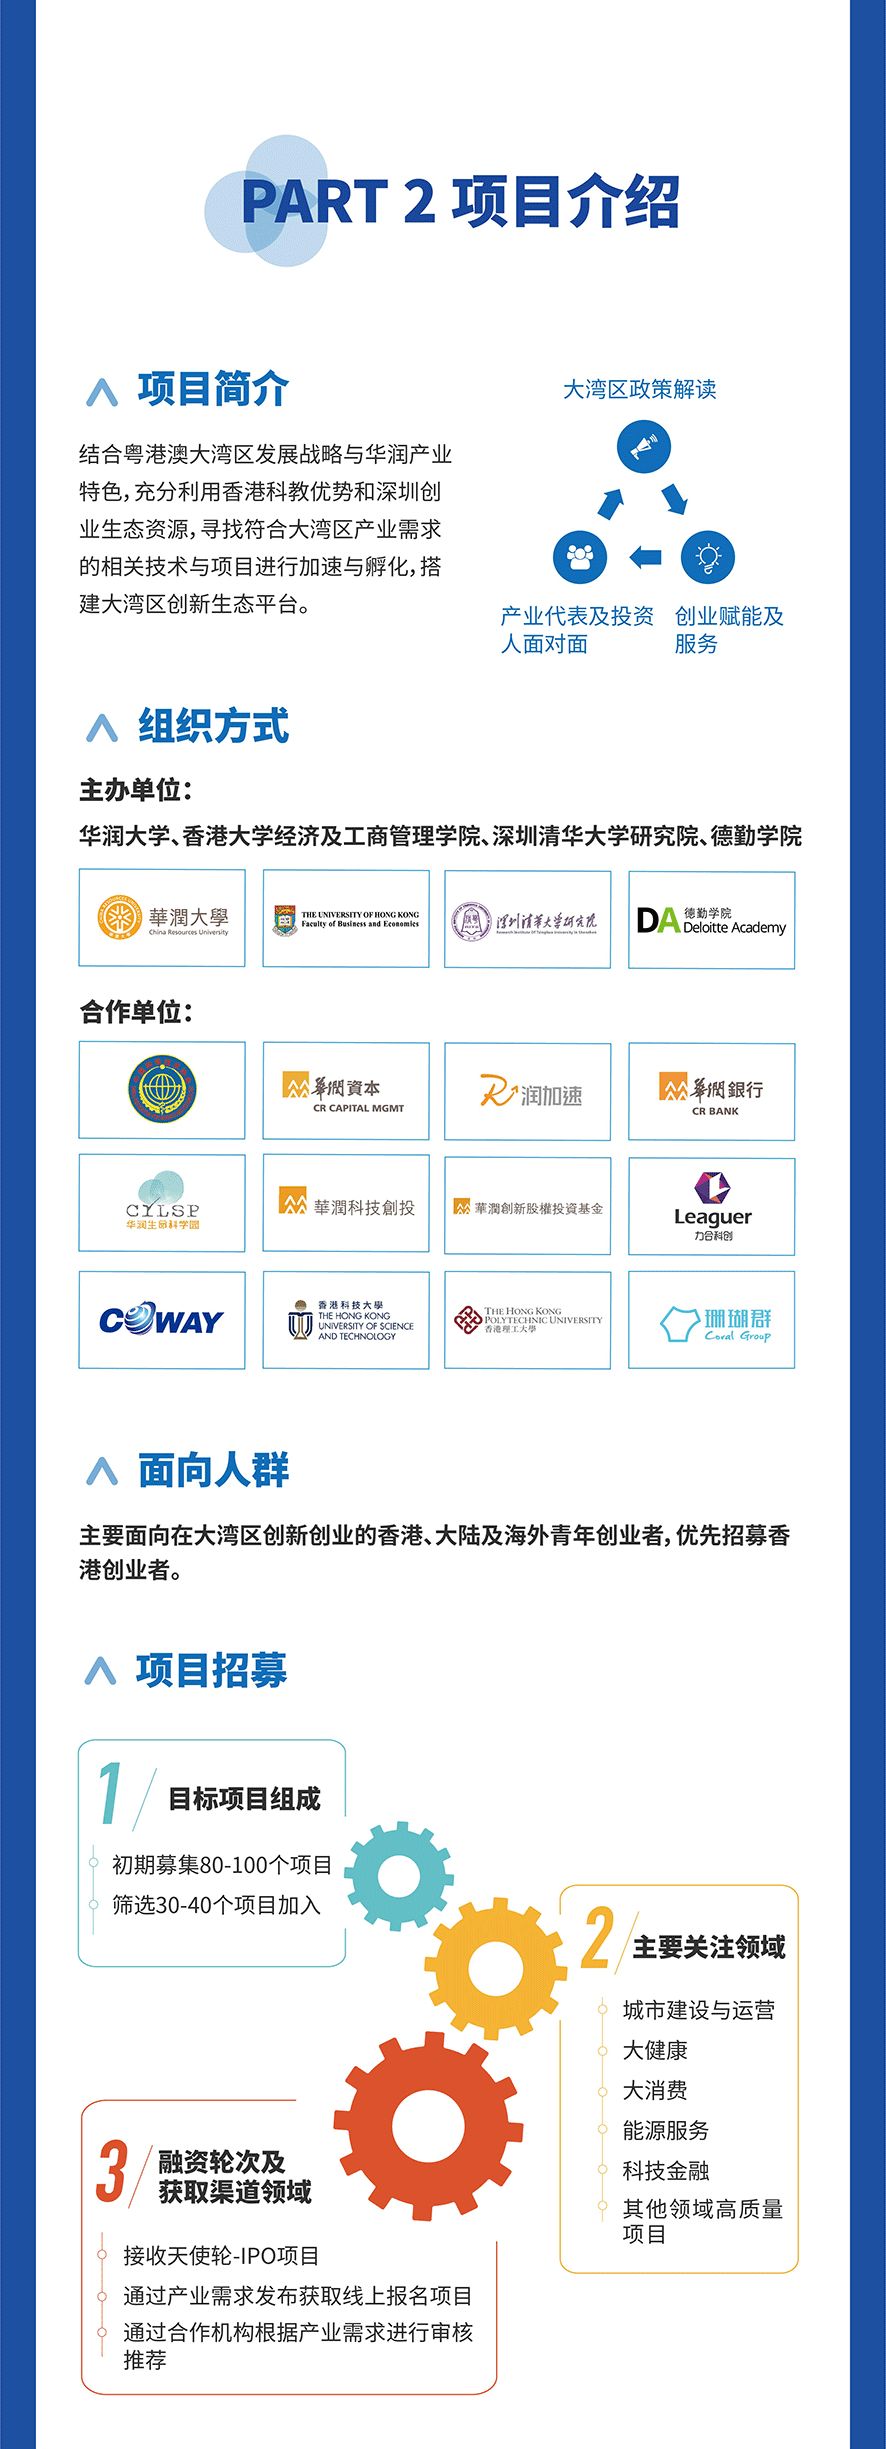 PART 2 项目介绍
项目简介
结合粤港澳大湾区发展战略与华润产业
特色,充分利用香港科教优势和深圳创
业生态资源,寻找符合大湾区产业需求
的相关技术与项目进行加速与孵化,搭
建大湾区创新生态平台。
大湾区政策解读
产业代表及投资
人面对面
创业赋能及
服务
组织方式
主办单位:
华润大学、香港大学经济及工商管理学院、深圳清华大学研究院、德勤学院
華潤大學
China Resources University
THE UNIVERSITY OF HONG KONG
Faculty of Business and Economics
深圳清華大学研究院
Research Institute of Tsinghua University in Shenzhen
DA 德勤学院
Deloitte Academy
合作单位:
華潤資本
CR CAPITAL MGMT
润加速
華潤銀行
CR BANK
CYLSP
华润生命科学園
華潤科技創投
華潤創新股權投資基金
Leaguer
力合科创
COWAY
香港科技大學
THE HONG KONG
UNIVERSITY OF SCIENCE
AND TECHNOLOGY
THE HONG KONG
POLYTECHNIC UNIVERSITY
香港理工大學
珊瑚群
Coral Group
面向人群
主要面向在大湾区创新创业的香港、大陆及海外青年创业者,优先招募香
港创业者。
项目招募
1 目标项目组成
初期募集80-100个项目
筛选30-40个项目加入
2 主要关注领域
城市建设与运营
大健康
大消费
能源服务
科技金融
其他领域高质量
项目
3 融资轮次及
获取渠道领域
接收天使轮-IPO项目
通过产业需求发布获取线上报名项目
通过合作机构根据产业需求进行审核
推荐